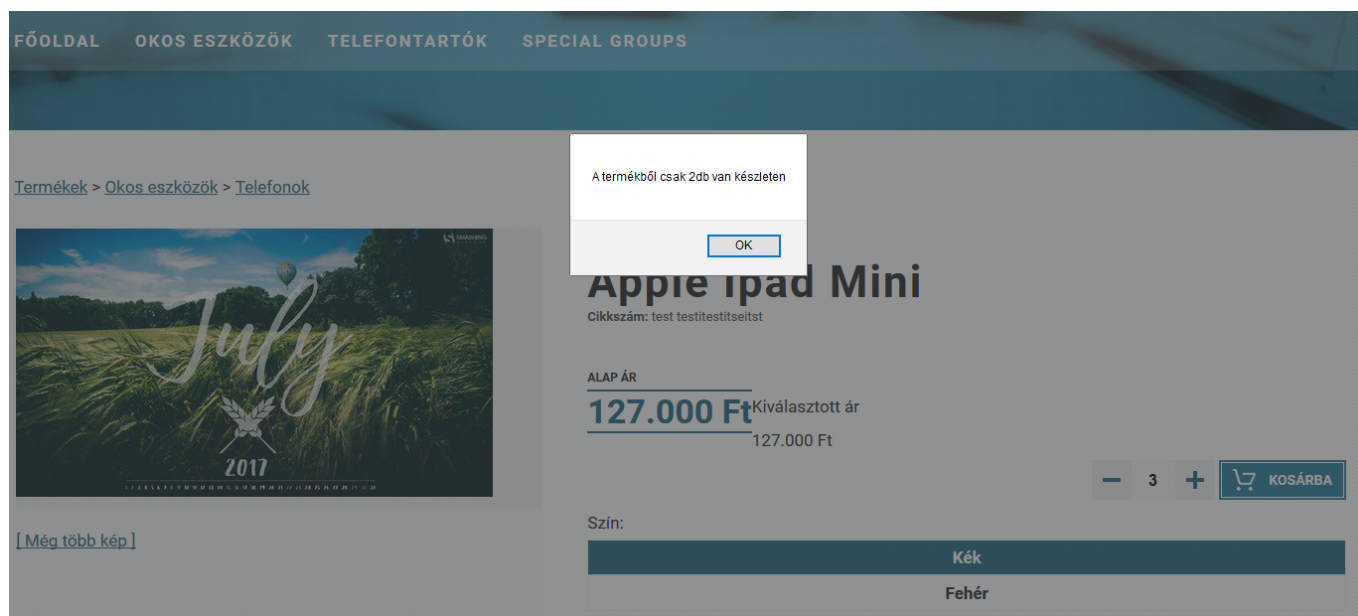 FŐOLDAL OKOS ESZKÖZÖK TELEFONTARTÓK SPECIAL GROUPS
A termékből csak 2db van készleten
OK
Termékek > Okos eszközök > Telefonok
SMASHING
July
2017
[ Még több kép ]
Apple Ipad Mini
Cikkszám: test testitestitseitst
ALAP ÁR
127.000 Ft
Kiválasztott ár
127.000 Ft
3
KOSÁRBA
Szín:
Kék
Fehér